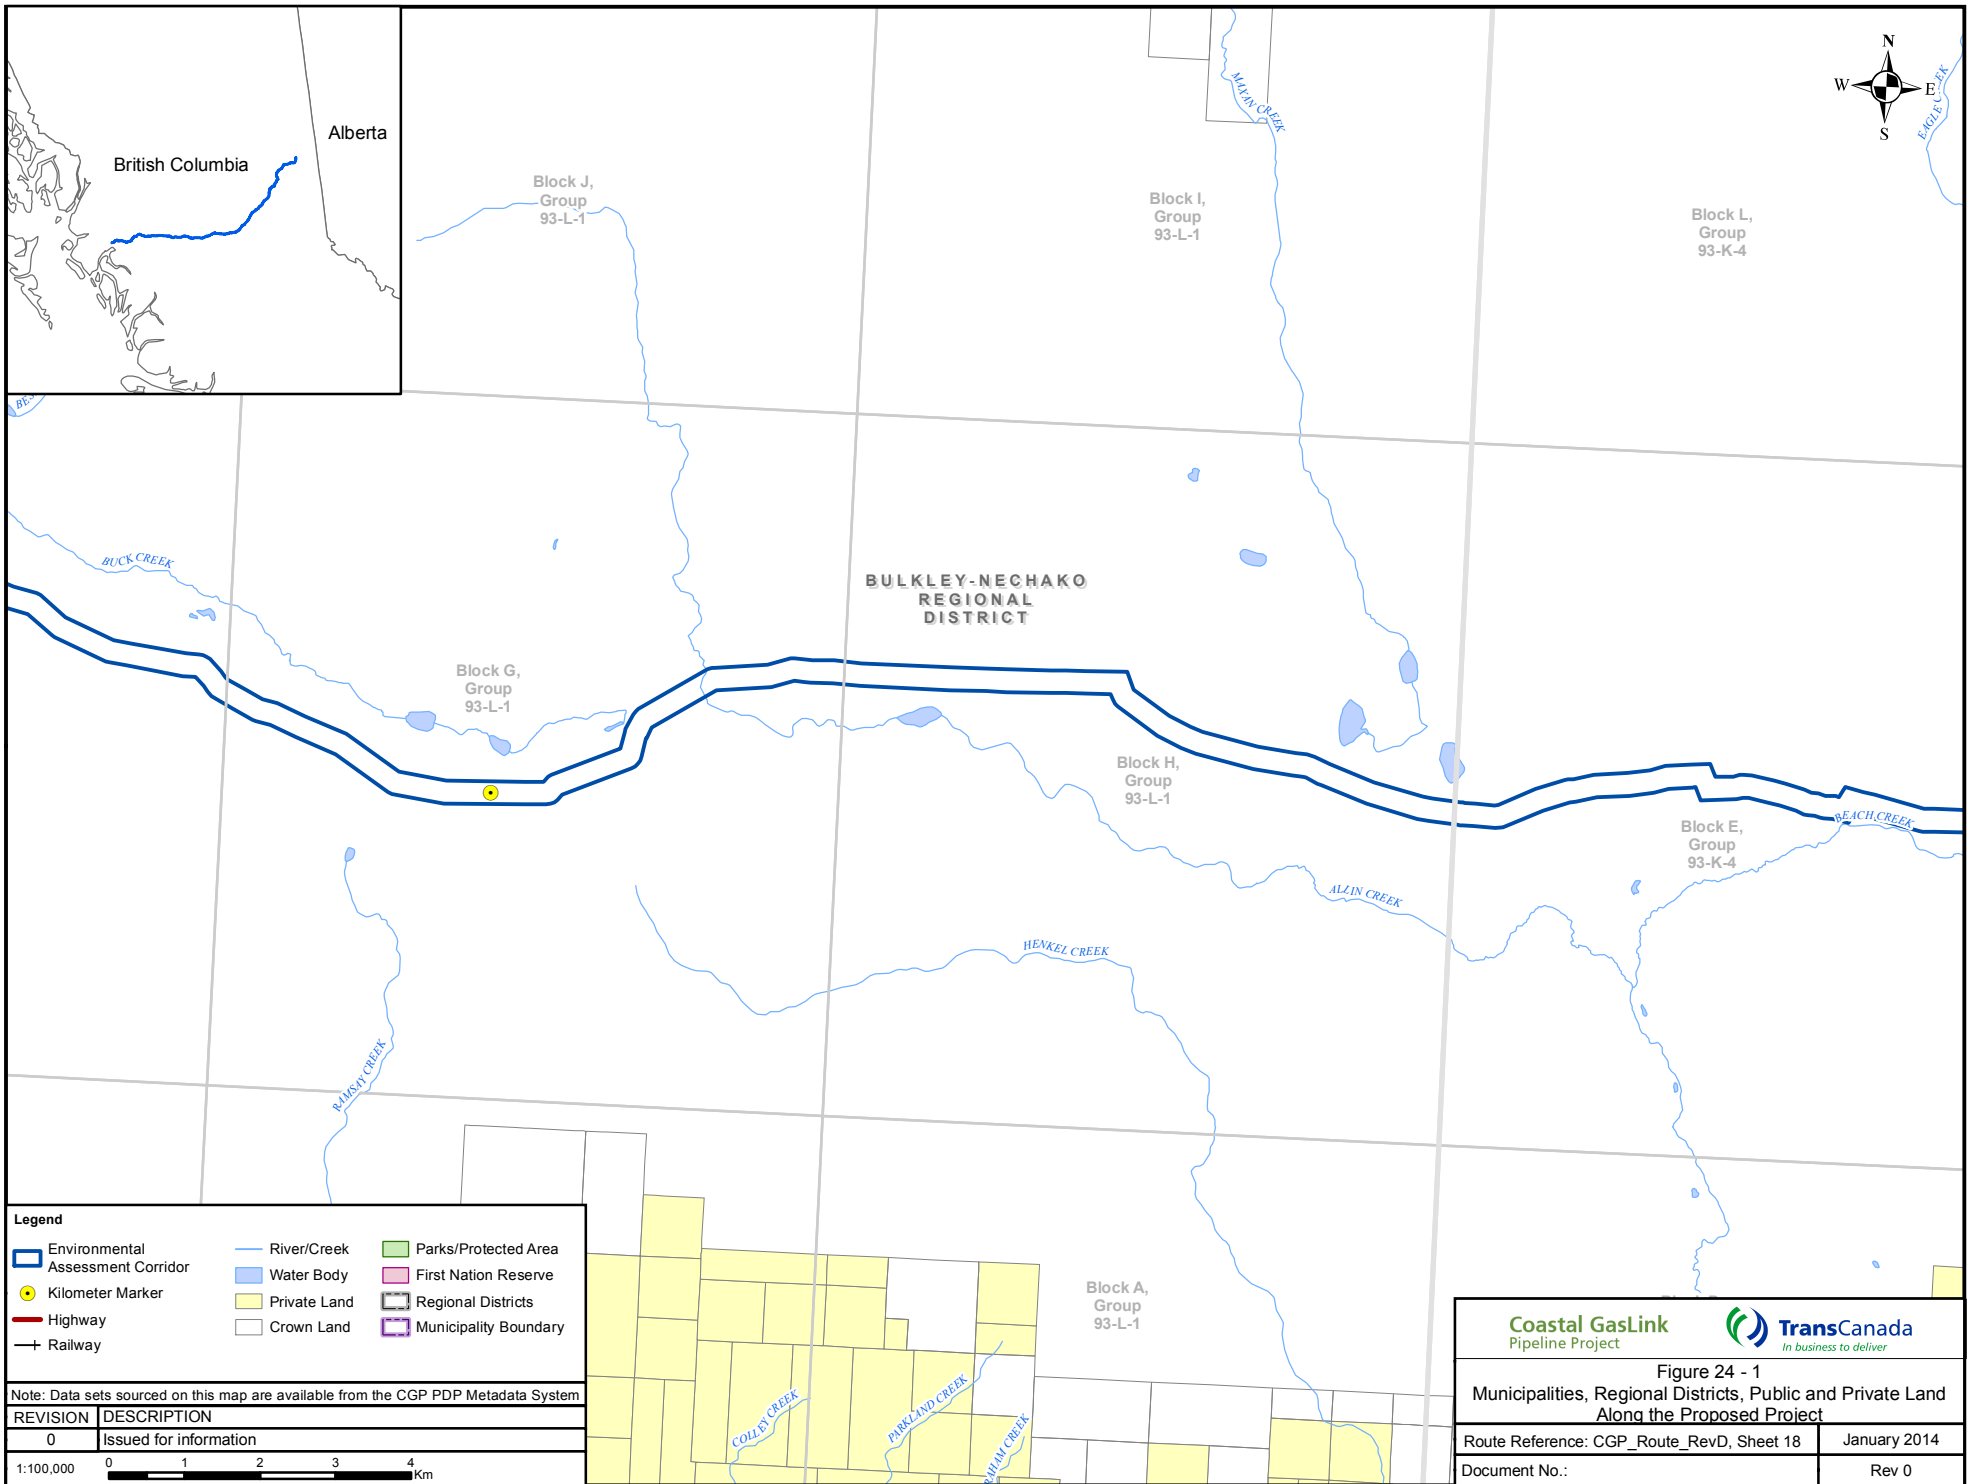 British Columbia
Alberta
N
W
E
S
MAXAN CREEK
EAGLE CREEK
Block J,
Group
93-L-1
Block I,
Group
93-L-1
Block L,
Group
93-K-4
BUCK CREEK
BULKLEY-NECHAKO
REGIONAL
DISTRICT
Block G,
Group
93-L-1
Block H,
Group
93-L-1
Block E,
Group
93-K-4
BEACH CREEK
ALLIN CREEK
HENKEL CREEK
RAMSAY CREEK
Block A,
Group
93-L-1
COLLEY CREEK
PARKLAND CREEK
Legend
Environmental
Assessment Corridor
Kilometer Marker
Highway
Railway
River/Creek
Water Body
Private Land
Crown Land
Parks/Protected Area
First Nation Reserve
Regional Districts
Municipality Boundary
Note: Data sets sourced on this map are available from the CGP PDP Metadata System
REVISION DESCRIPTION
0 Issued for information
1:100,000 0 1 2 3 4 Km
Coastal GasLink
Pipeline Project
TransCanada
In business to deliver
Figure 24 - 1
Municipalities, Regional Districts, Public and Private Land
Along the Proposed Project
Route Reference: CGP_Route_RevD, Sheet 18
January 2014
Document No.:
Rev 0